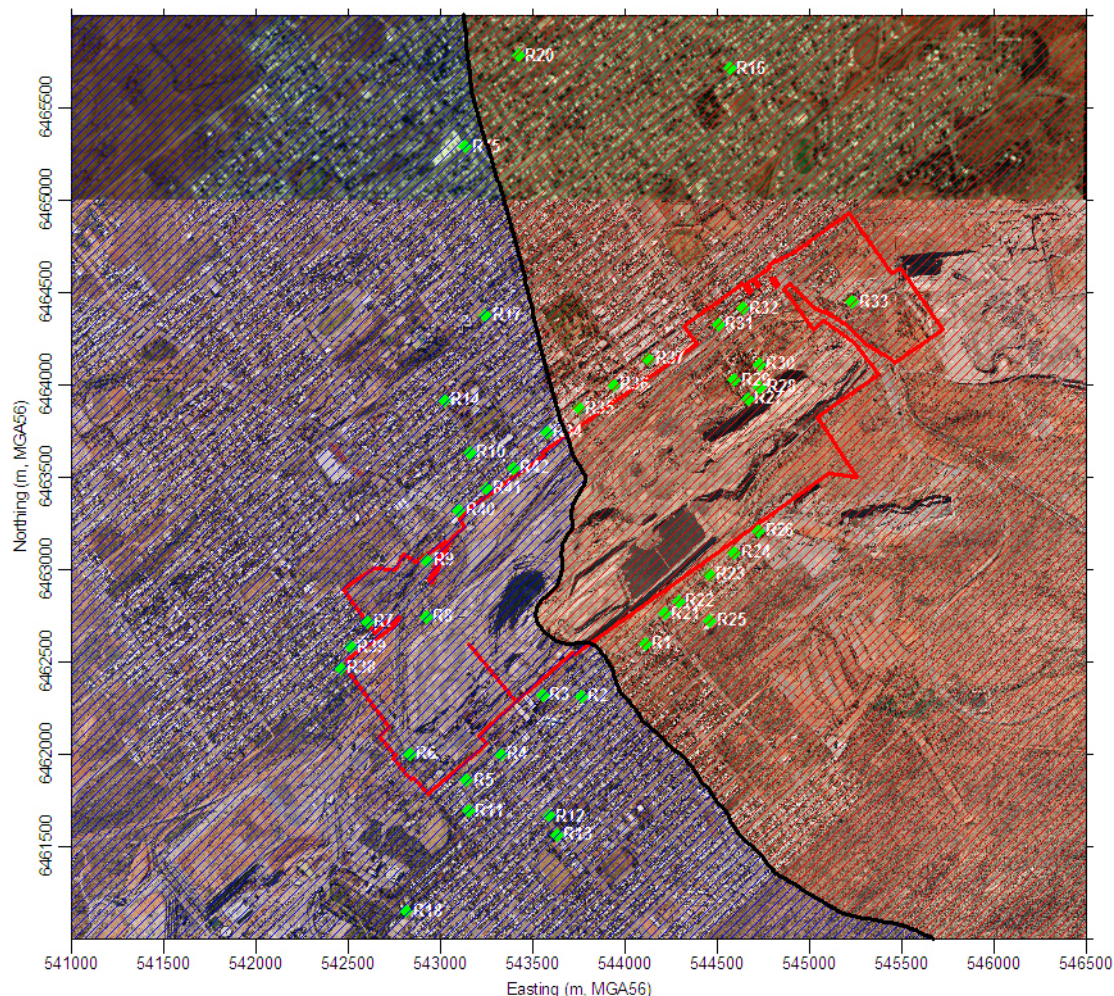 R20
R16
R15
R17
R32
R33
R31
R37
R30
R29
R28
R36
R27
R14
R35
R34
R10
R42
R41
R40
R26
R9
R24
R23
R22
R21
R25
R8
R7
R1
R39
R38
R3
R2
R6
R4
R5
R11
R12
R13
R18
6465500
6465000
6464500
6464000
6463500
6463000
6462500
6462000
6461500
Northing (m, MGA56)
541000 541500 542000 542500 543000 543500 544000 544500 545000 545500 546000 546500
Easting (m, MGA56)